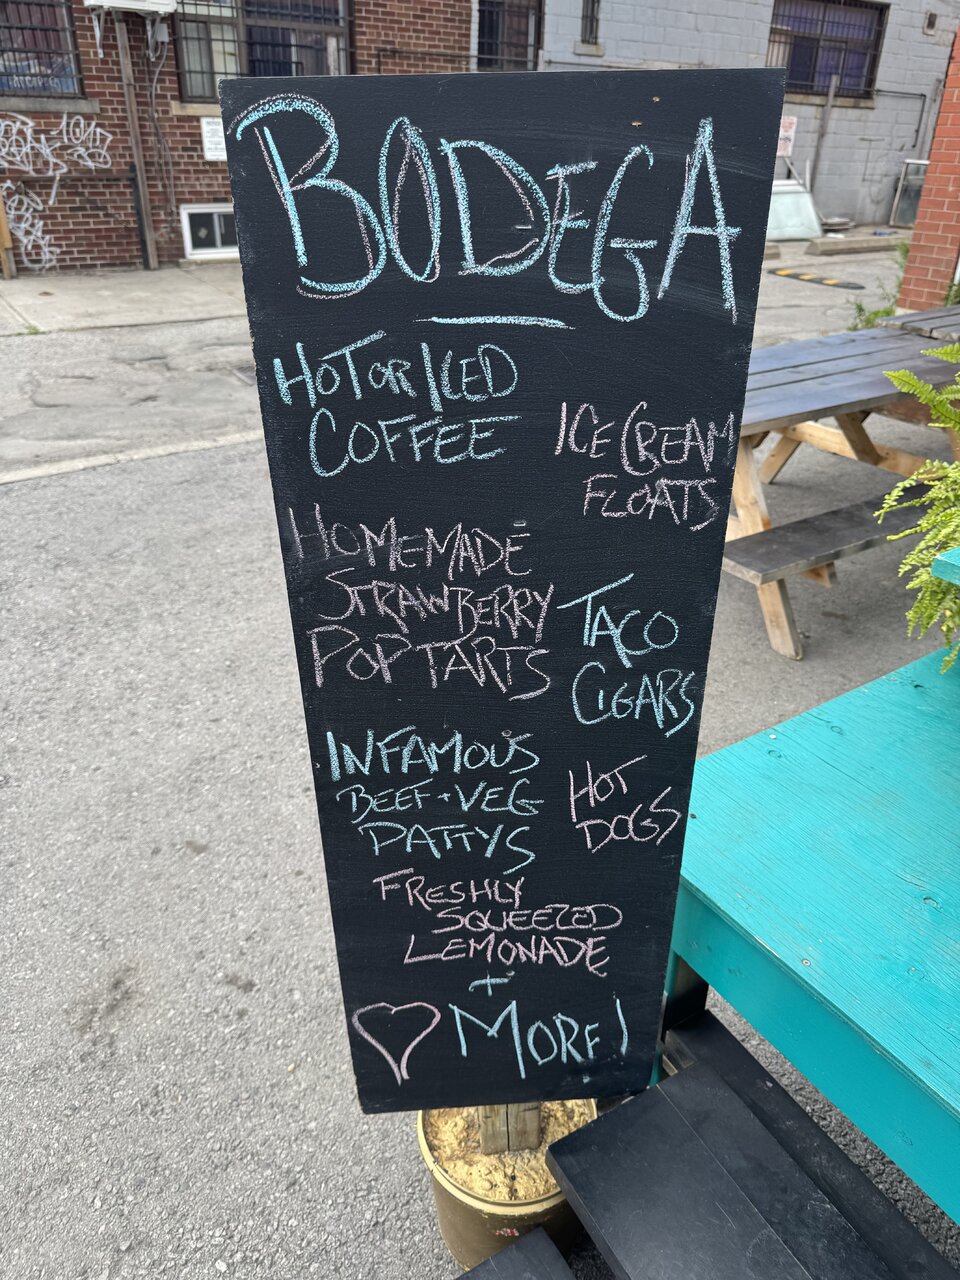 BODEGA
HOT OR ICED
COFFEE
ICE CREAM
FLOATS
HOMEMADE
STRAWBERRY
POP TARTS
TACO
CIGARS
INFAMOUS
BEEF + VEG
PATTYS
HOT
DOGS
FRESHLY
SQUEEZED
LEMONADE
+
MORE!